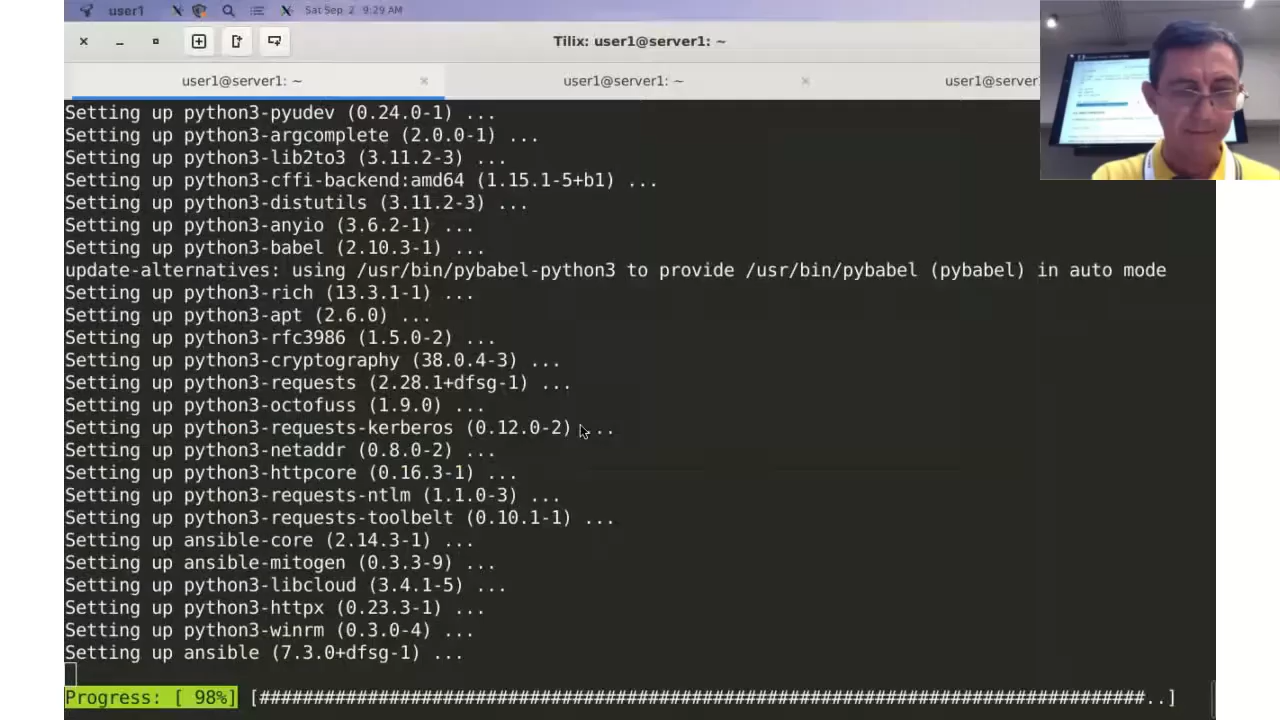 user1 Sat Sep 2 9:29 AM
Tilix: user1@server1: ~
user1@server1: ~ × user1@server1: ~ × user1@server1
Setting up python3-pyudev (0.24.0-1) ...
Setting up python3-argcomplete (2.0.0-1) ...
Setting up python3-lib2to3 (3.11.2-3) ...
Setting up python3-cffi-backend:amd64 (1.15.1-5+b1) ...
Setting up python3-distutils (3.11.2-3) ...
Setting up python3-anyio (3.6.2-1) ...
Setting up python3-babel (2.10.3-1) ...
update-alternatives: using /usr/bin/pybabel-python3 to provide /usr/bin/pybabel (pybabel) in auto mode
Setting up python3-rich (13.3.1-1) ...
Setting up python3-apt (2.6.0) ...
Setting up python3-rfc3986 (1.5.0-2) ...
Setting up python3-cryptography (38.0.4-3) ...
Setting up python3-requests (2.28.1+dfsg-1) ...
Setting up python3-octofuss (1.9.0) ...
Setting up python3-requests-kerberos (0.12.0-2) ...
Setting up python3-netaddr (0.8.0-2) ...
Setting up python3-httpcore (0.16.3-1) ...
Setting up python3-requests-ntlm (1.1.0-3) ...
Setting up python3-requests-toolbelt (0.10.1-1) ...
Setting up ansible-core (2.14.3-1) ...
Setting up ansible-mitogen (0.3.3-9) ...
Setting up python3-libcloud (3.4.1-5) ...
Setting up python3-httpx (0.23.3-1) ...
Setting up python3-winrm (0.3.0-4) ...
Setting up ansible (7.3.0+dfsg-1) ...
Progress: [ 98%] [##################################################################################..]